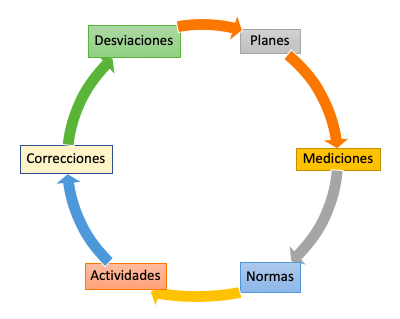 Desviaciones
Planes
Mediciones
Normas
Actividades
Correcciones